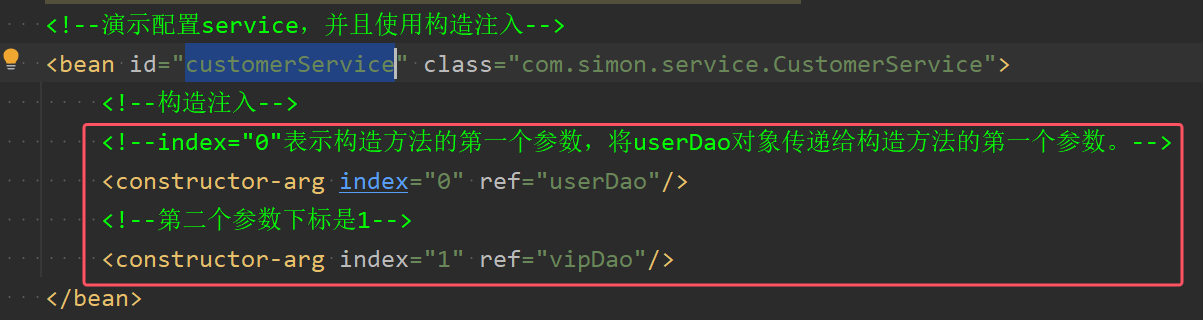 <!--演示配置service，并且使用构造注入-->
<bean id="customerService" class="com.simon.service.CustomerService">
<!--构造注入-->
<!--index="0"表示构造方法的第一个参数，将userDao对象传递给构造方法的第一个参数。-->
<constructor-arg index="0" ref="userDao"/>
<!--第二个参数下标是1-->
<constructor-arg index="1" ref="vipDao"/>
</bean>